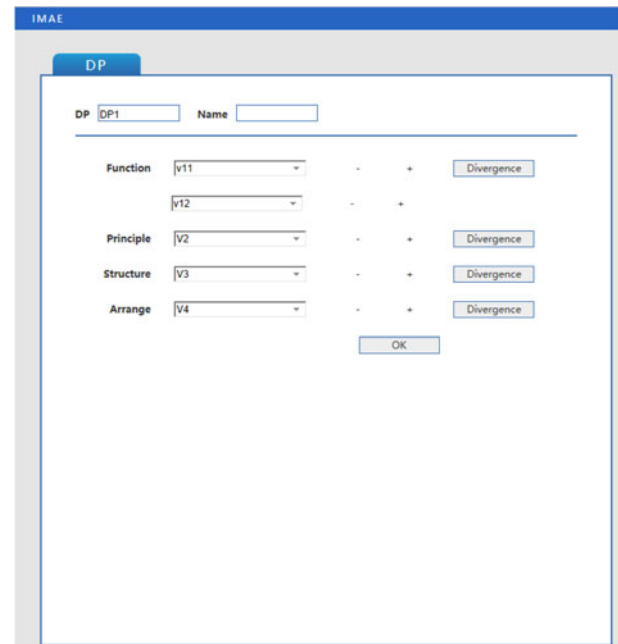 IMAE
DP
DP DP1 Name
Function v11 - + Divergence
v12 - +
Principle V2 - + Divergence
Structure V3 - + Divergence
Arrange V4 - + Divergence
OK